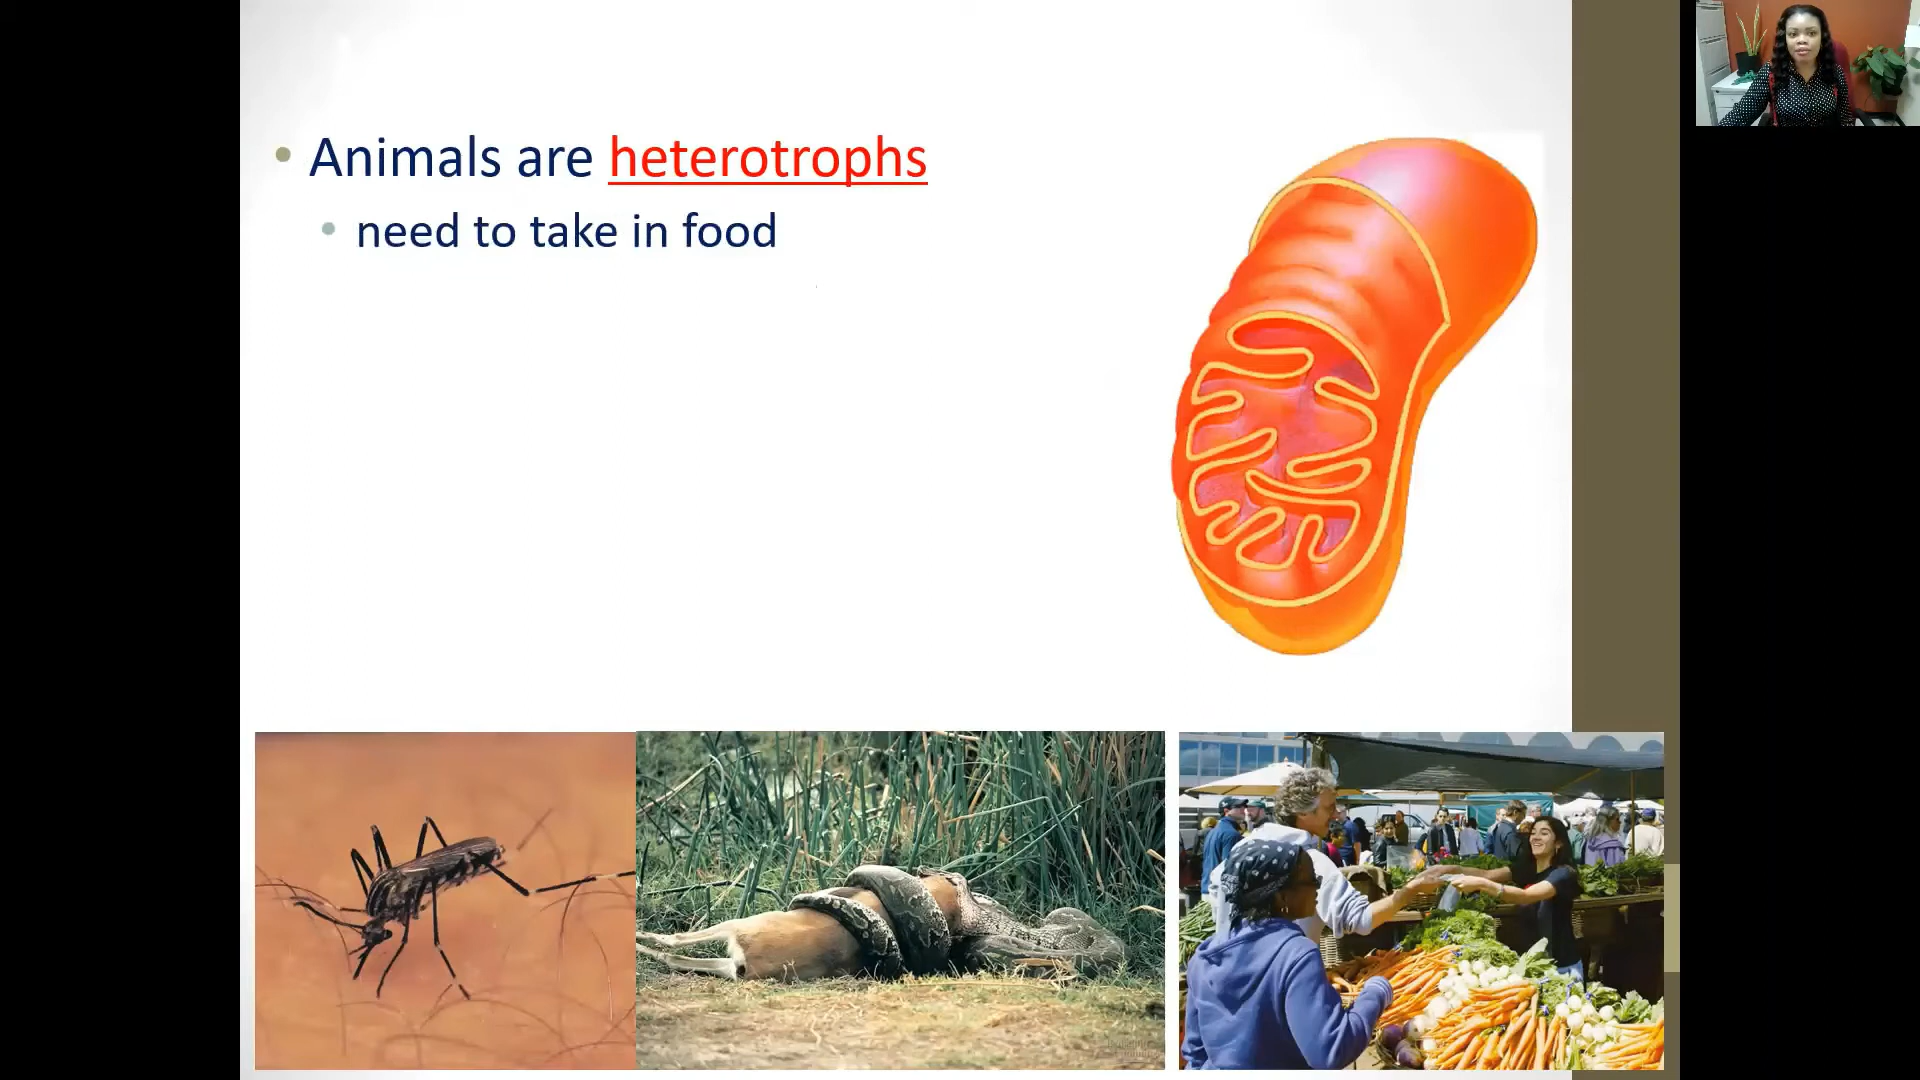 Animals are heterotrophs
need to take in food